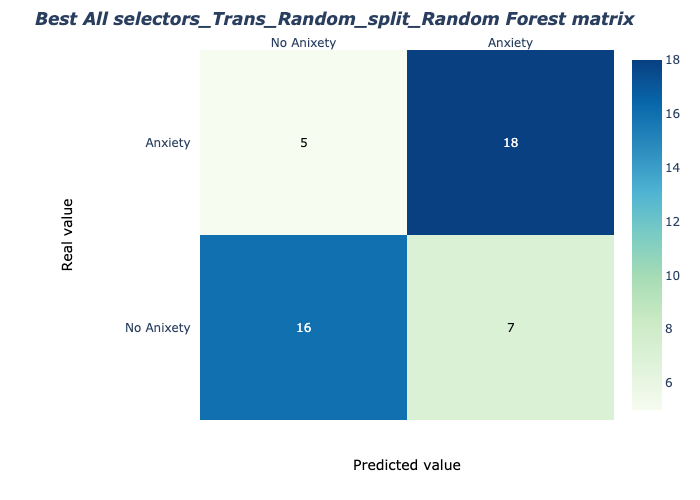 Best All selectors_Trans_Random_split_Random Forest matrix
No Anixety Anxiety
18
Anxiety 5 18
16
14
Real value
12
10
No Anixety 16 7
8
6
Predicted value